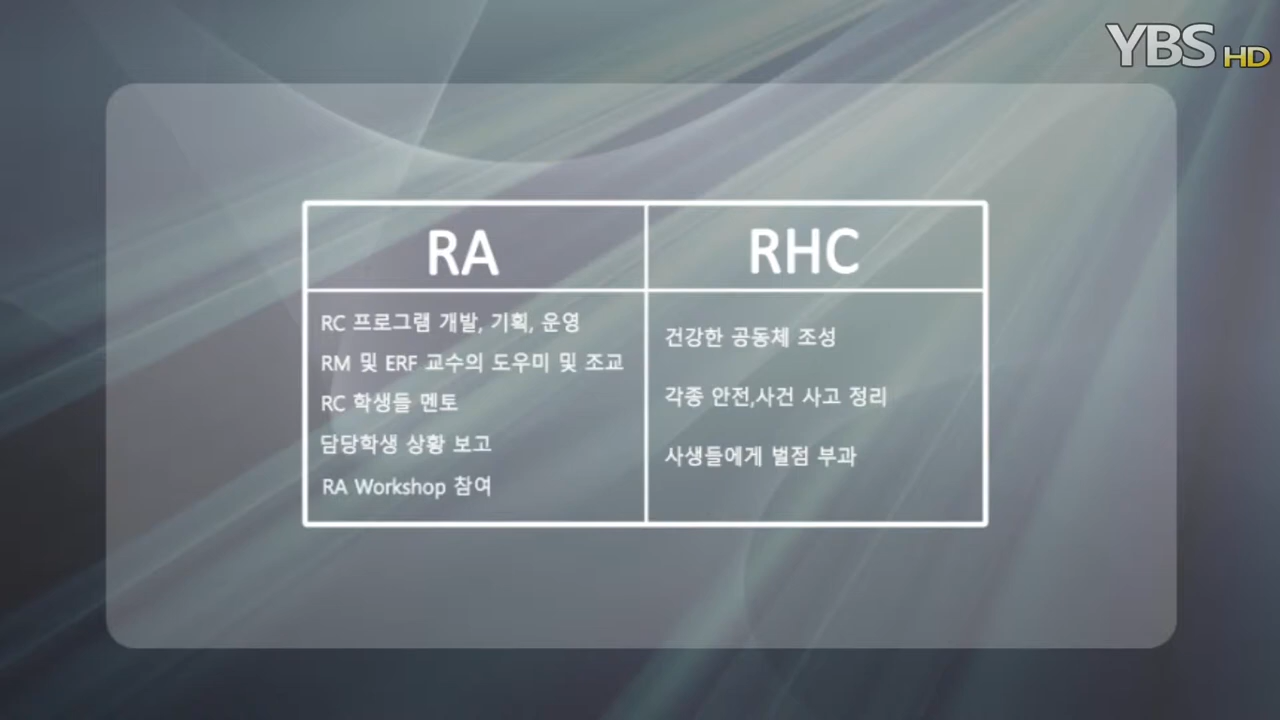 YBS HD
RA
RHC
RC 프로그램 개발, 기획, 운영
RM 및 ERF 교수의 도우미 및 조교
RC 학생들 멘토
담당학생 상황 보고
RA Workshop 참여
건강한 공동체 조성
각종 안전,사건 사고 정리
사생들에게 벌점 부과